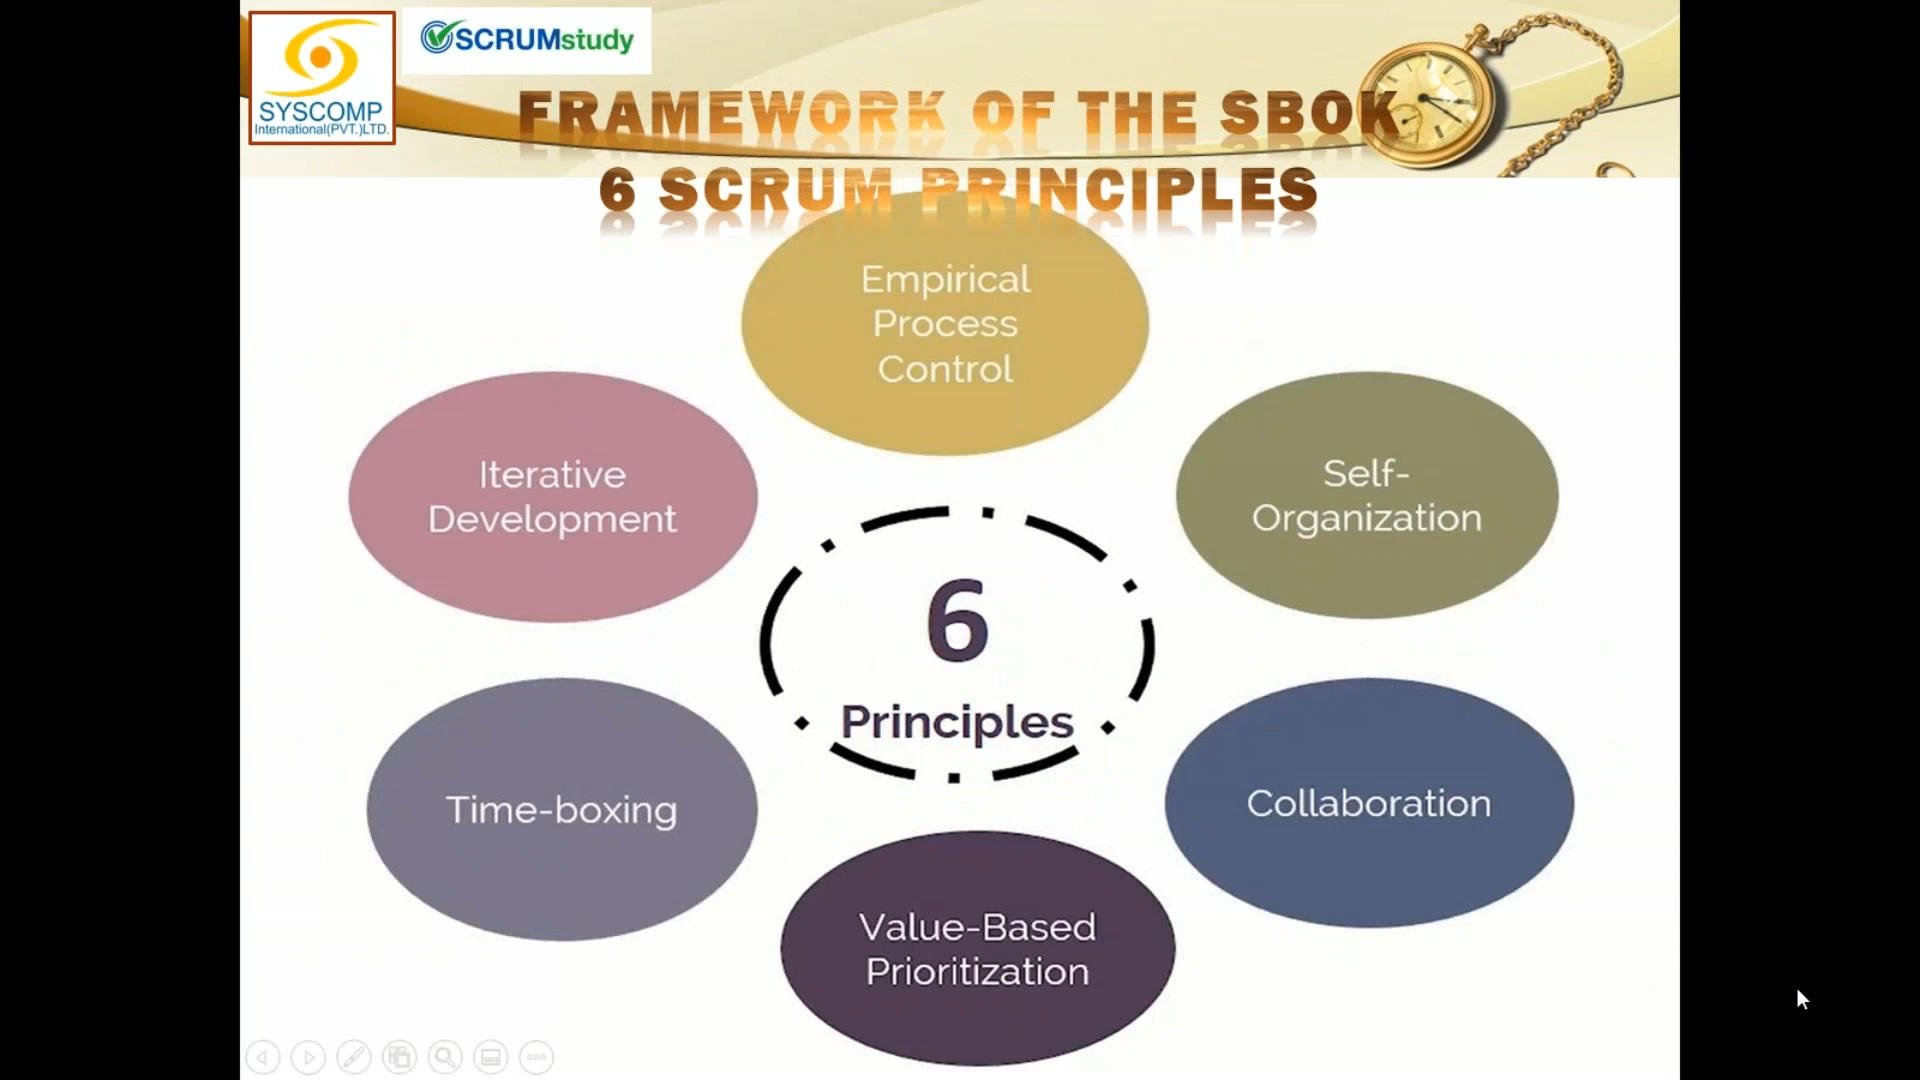 SYSCOMP
International(PVT.)LTD.
SCRUMstudy
FRAMEWORK OF THE SBOK
6 SCRUM PRINCIPLES
Empirical
Process
Control
Iterative
Development
Self-
Organization
6
Principles
Time-boxing
Collaboration
Value-Based
Prioritization